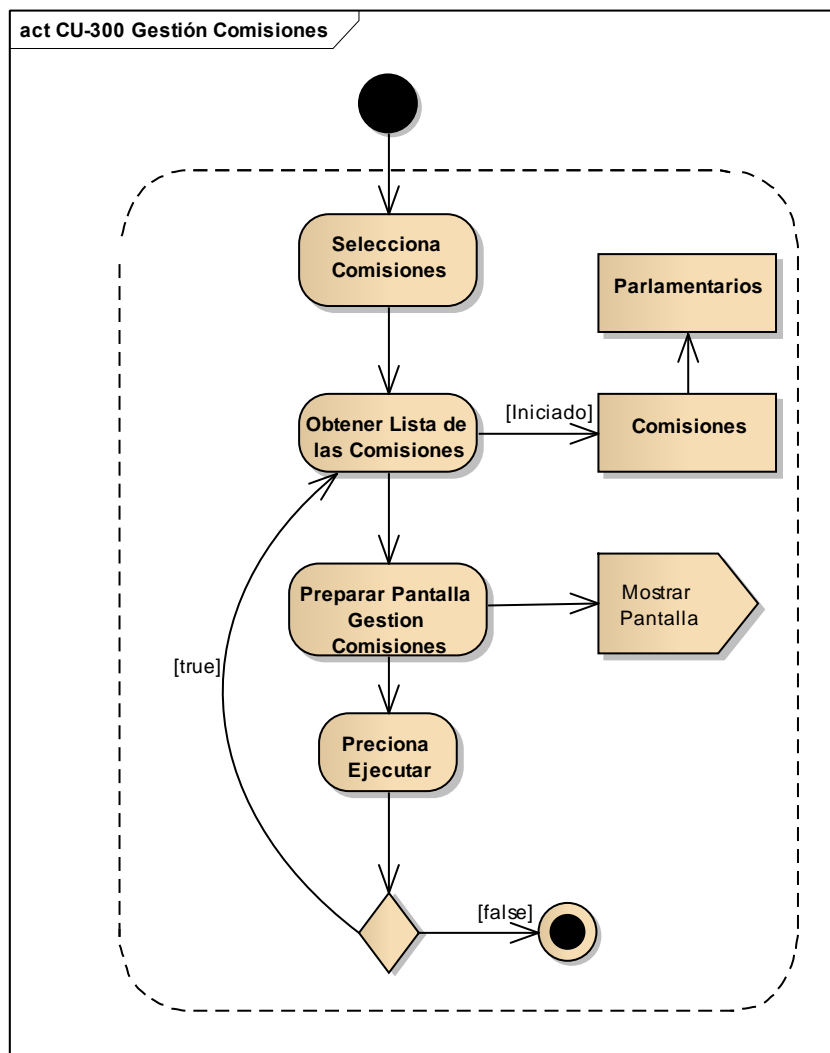 act CU-300 Gestión Comisiones
Selecciona
Comisiones
Parlamentarios
Obtener Lista de
las Comisiones
[Iniciado]
Comisiones
Preparar Pantalla
Gestion
Comisiones
Mostrar
Pantalla
[true]
Preciona
Ejecutar
[false]